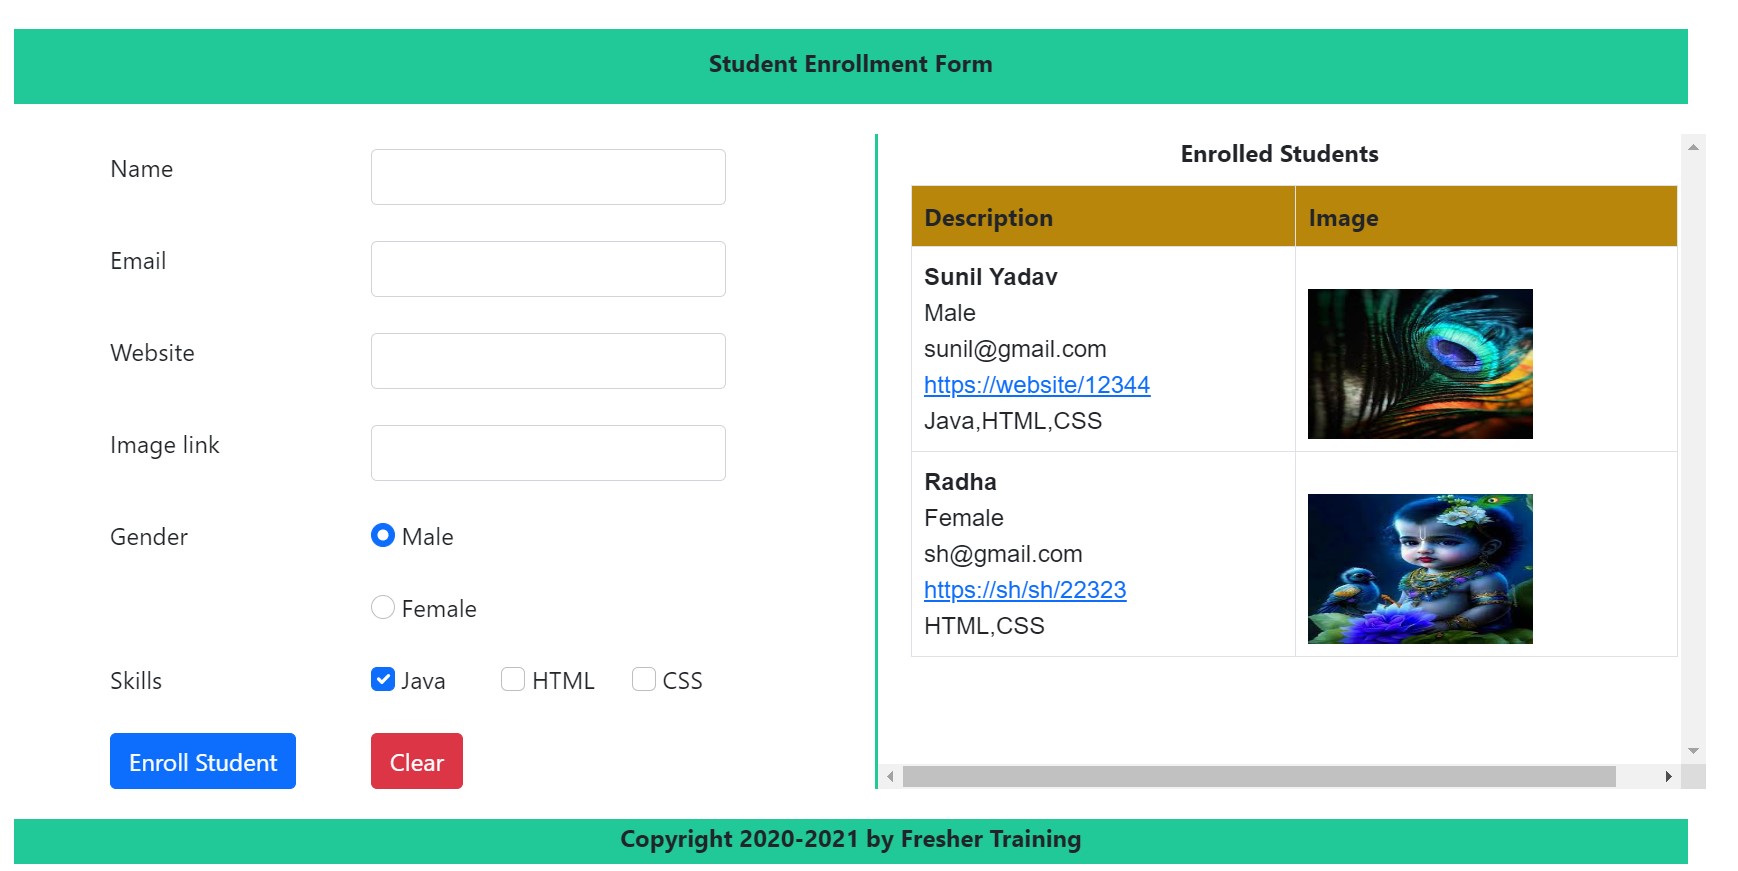 Student Enrollment Form
Name
Email
Website
Image link
Gender
Male
Female
Skills
Java
HTML
CSS
Enroll Student
Clear
Enrolled Students
Description
Image
Sunil Yadav
Male
sunil@gmail.com
https://website/12344
Java,HTML,CSS
Radha
Female
sh@gmail.com
https://sh/sh/22323
HTML,CSS
Copyright 2020-2021 by Fresher Training